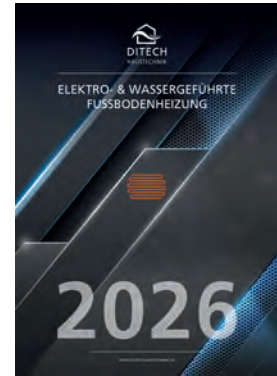 DITECH
HAUSTECHNIK
ELEKTRO- & WASSERGEFÜHRTE
FUSSBODENHEIZUNG
2026